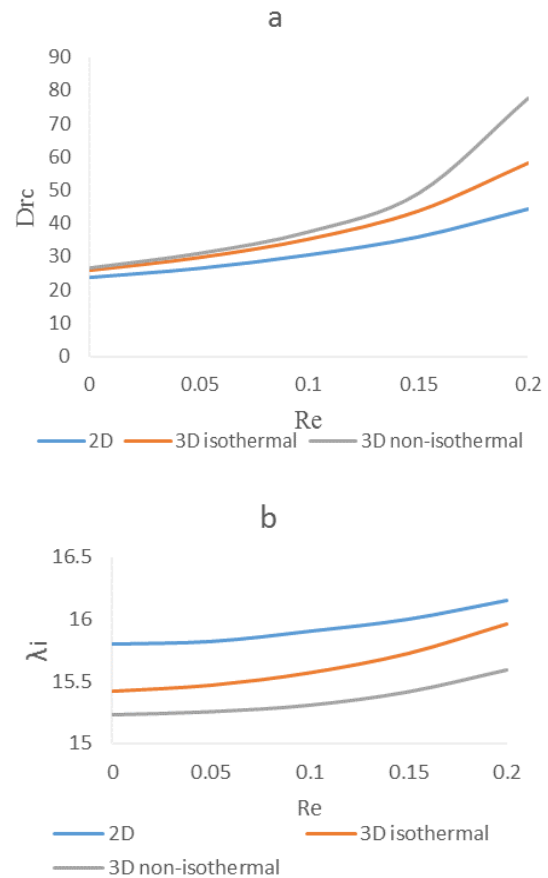 a
90
80
70
60
50
40
30
20
10
0
Drc
0 0.05 0.1 0.15 0.2
Re
2D 3D isothermal 3D non-isothermal
b
16.5
16
15.5
15
λi
0 0.05 0.1 0.15 0.2
Re
2D 3D isothermal
3D non-isothermal